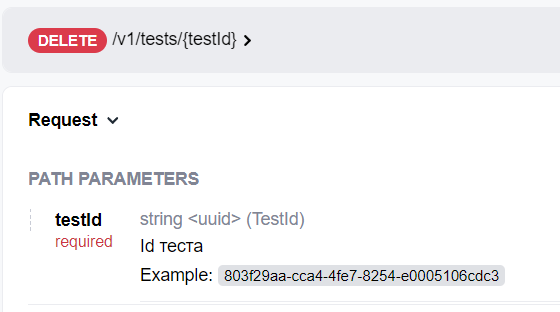 DELETE /v1/tests/{testId}
Request
PATH PARAMETERS
testId string <uuid> (TestId)
required Id теста
Example: 803f29aa-cca4-4fe7-8254-e0005106cdc3